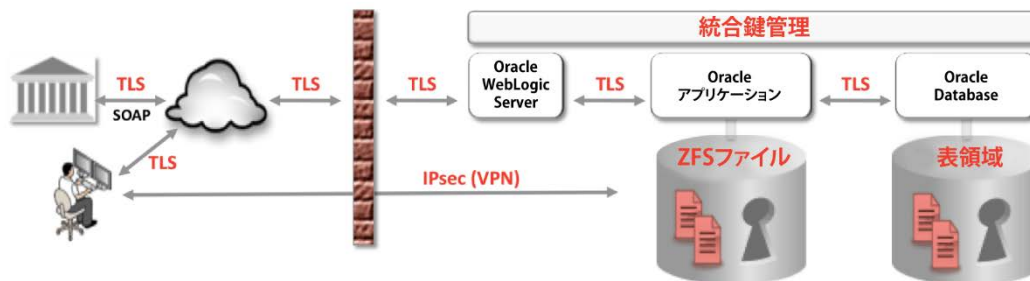 統合鍵管理
TLS
SOAP
TLS
TLS
TLS
Oracle
WebLogic
Server
TLS
Oracle
アプリケーション
TLS
Oracle
Database
IPsec (VPN)
ZFSファイル
表領域